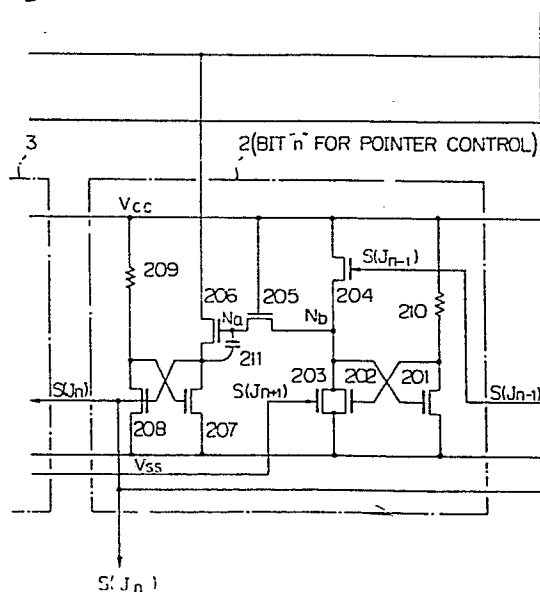 3
2(BIT "n" FOR POINTER CONTROL)
Vcc
209
206
Na
205
Nb
204
S(Jn-1)
210
211
S(Jn)
S(Jn+1)
203
202
201
S(Jn-1)
208
207
Vss
S(Jn)